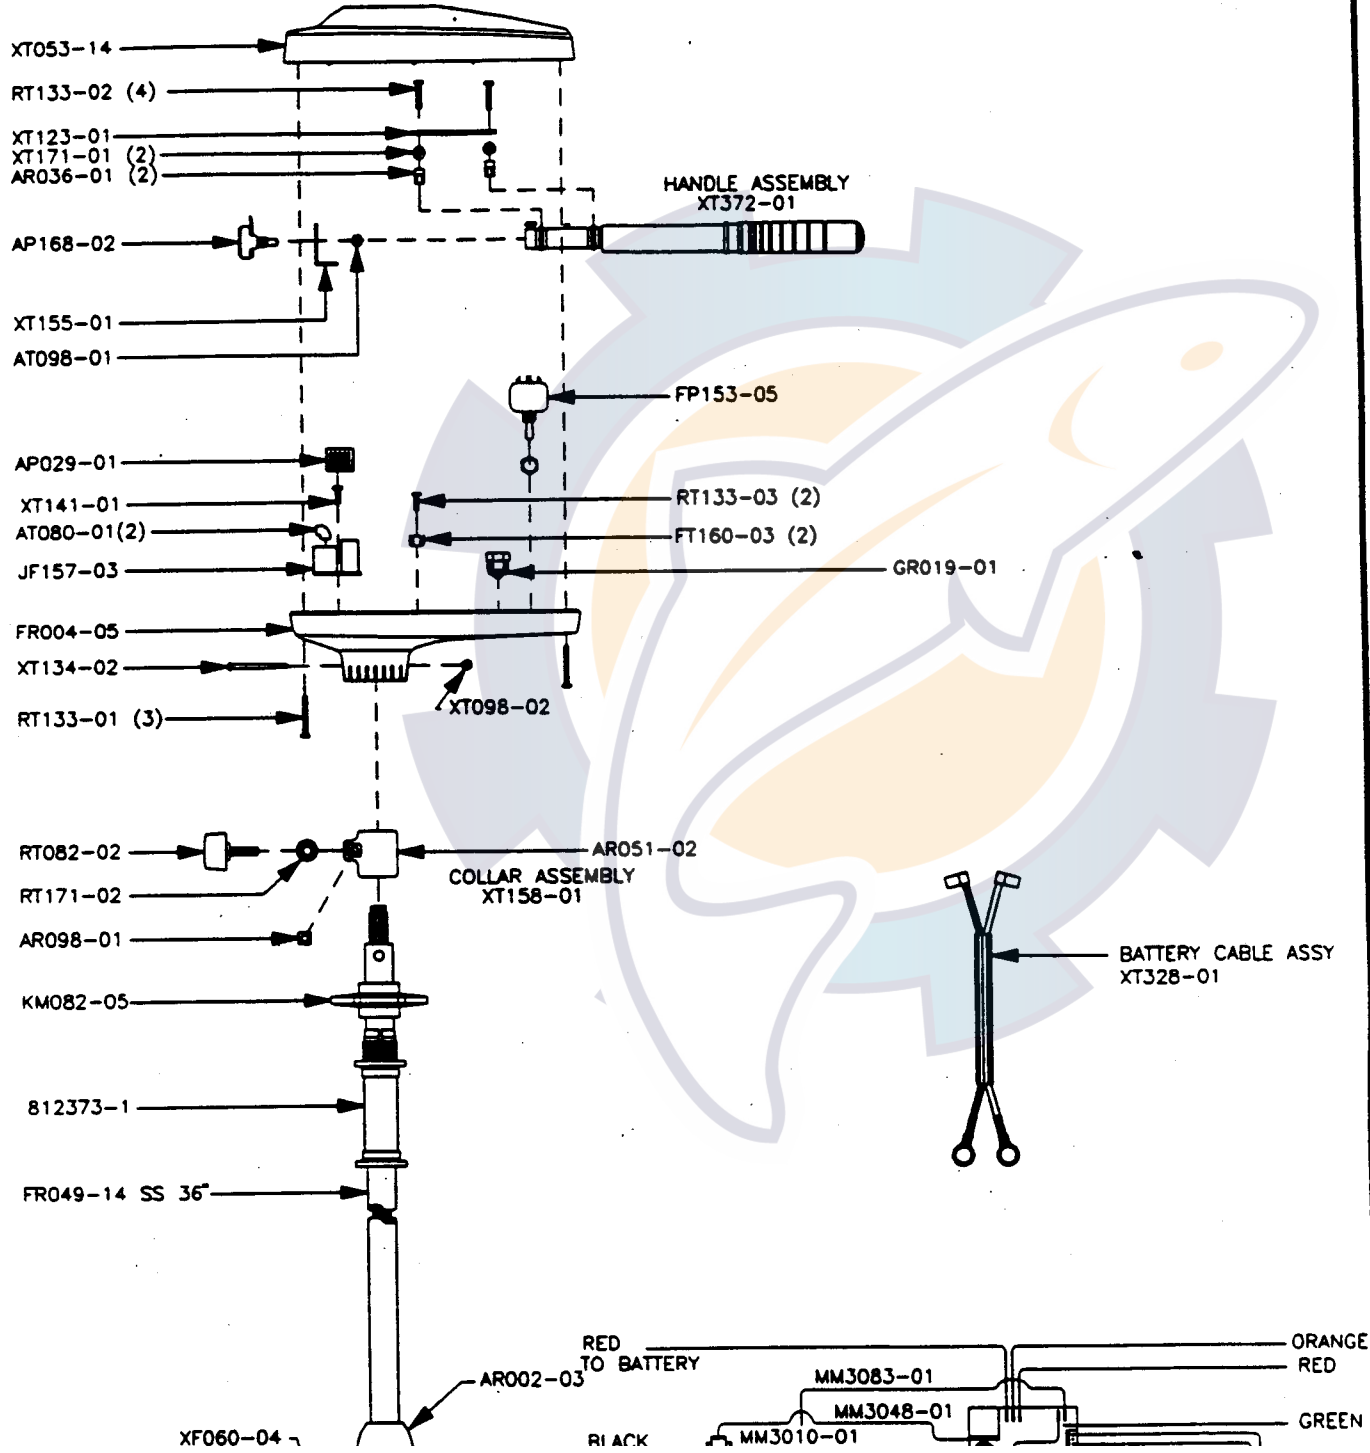 XT053-14
RT133-02 (4)
XT123-01
XT171-01 (2)
AR036-01 (2)
HANDLE ASSEMBLY
XT372-01
AP168-02
XT155-01
AT098-01
FP153-05
AP029-01
XT141-01
RT133-03 (2)
AT080-01(2)
FT160-03 (2)
JF157-03
GR019-01
FR004-05
XT134-02
XT098-02
RT133-01 (3)
RT082-02
AR051-02
COLLAR ASSEMBLY
XT158-01
RT171-02
AR098-01
BATTERY CABLE ASSY
XT328-01
KM082-05
812373-1
FR049-14 SS 36"
RED
TO BATTERY
ORANGE
RED
AR002-03
MM3083-01
MM3048-01
GREEN
XF060-04
BLACK
MM3010-01